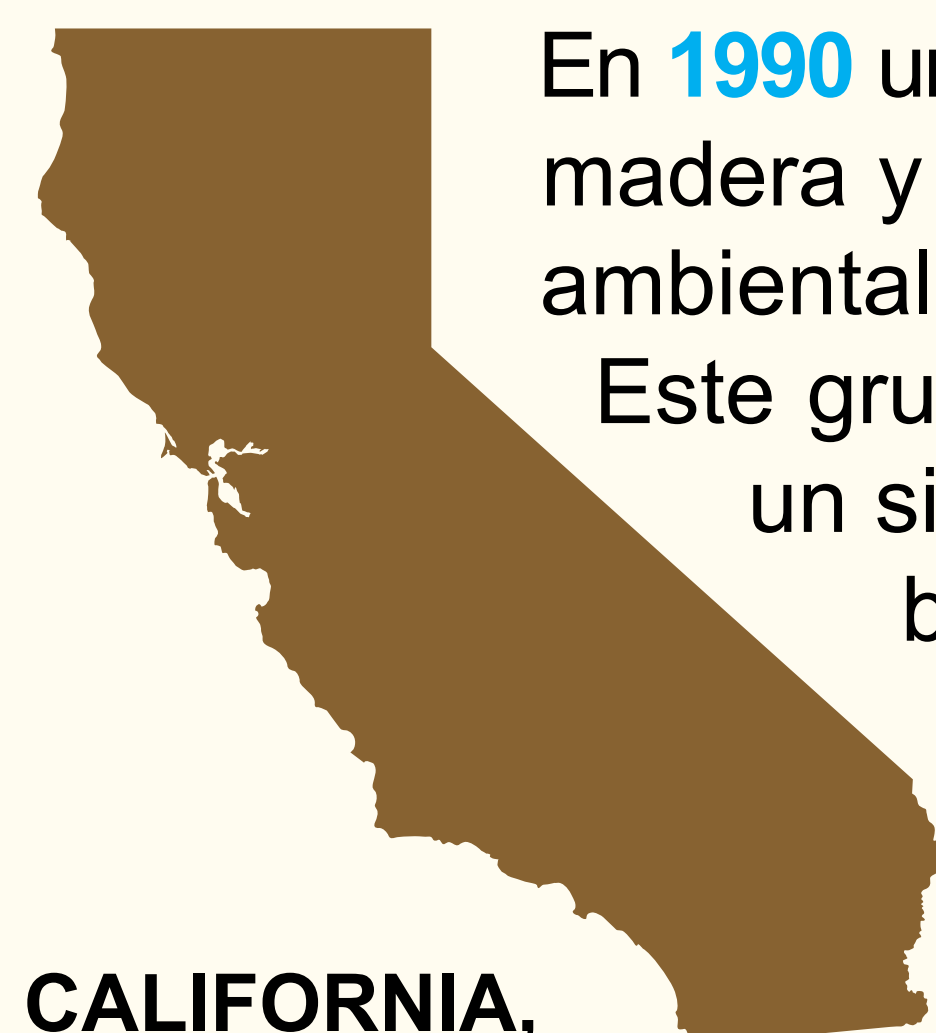 En 1990 un
madera y
ambiental
Este gru
un si
b
CALIFORNIA,